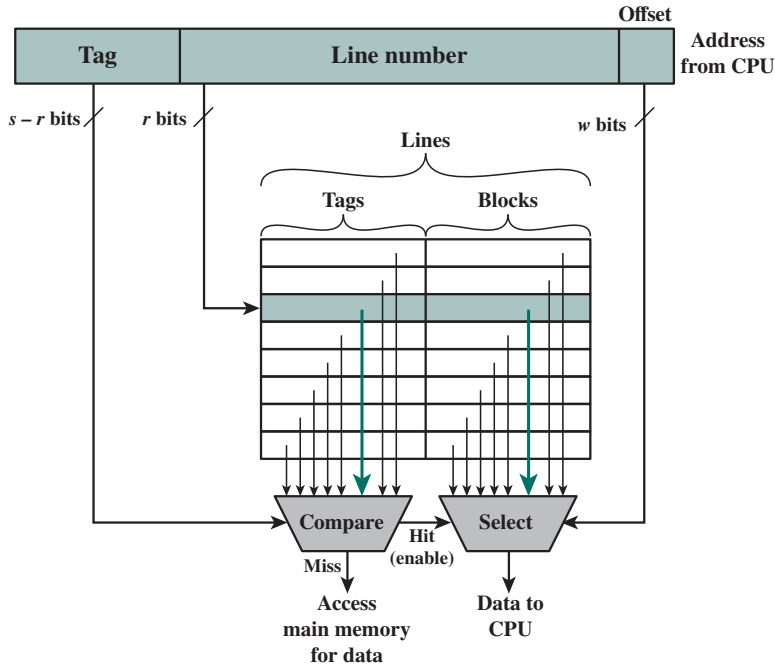 Offset
Tag
Line number
Address
from CPU
s – r bits
r bits
w bits
Lines
Tags
Blocks
Compare
Select
Hit
(enable)
Miss
Access
main memory
for data
Data to
CPU